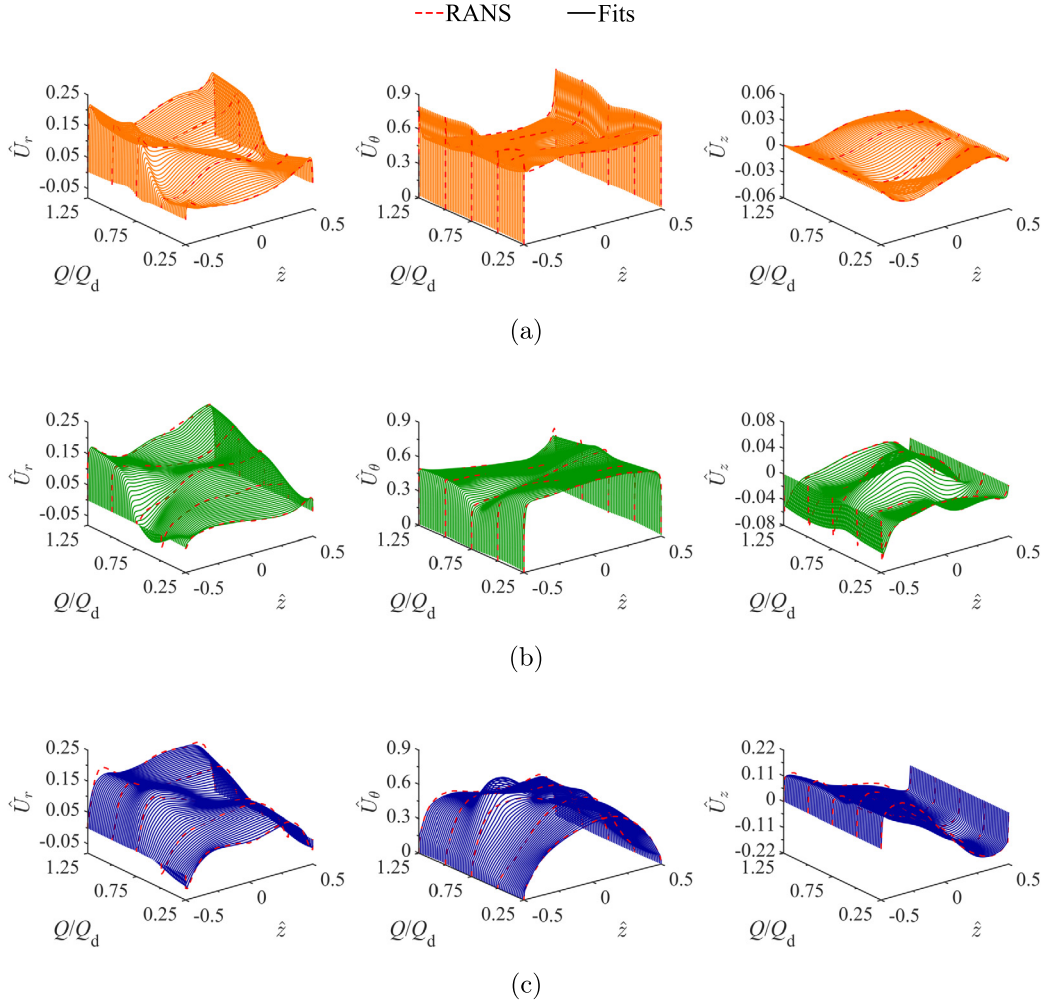 RANS Fits
0.25 0.15 0.05 -0.05 1.25 0.75 0.25 -0.5 0 0.5 Û_r Q/Q_d ẑ
0.9 0.6 0.3 0 1.25 0.75 0.25 -0.5 0 0.5 Û_θ Q/Q_d ẑ
0.06 0.03 0 -0.03 -0.06 1.25 0.75 0.25 -0.5 0 0.5 Û_z Q/Q_d ẑ
(a)
0.25 0.15 0.05 -0.05 1.25 0.75 0.25 -0.5 0 0.5 Û_r Q/Q_d ẑ
0.9 0.6 0.3 0 1.25 0.75 0.25 -0.5 0 0.5 Û_θ Q/Q_d ẑ
0.08 0.04 0 -0.04 -0.08 1.25 0.75 0.25 -0.5 0 0.5 Û_z Q/Q_d ẑ
(b)
0.25 0.15 0.05 -0.05 1.25 0.75 0.25 -0.5 0 0.5 Û_r Q/Q_d ẑ
0.9 0.6 0.3 0 1.25 0.75 0.25 -0.5 0 0.5 Û_θ Q/Q_d ẑ
0.22 0.11 0 -0.11 -0.22 1.25 0.75 0.25 -0.5 0 0.5 Û_z Q/Q_d ẑ
(c)